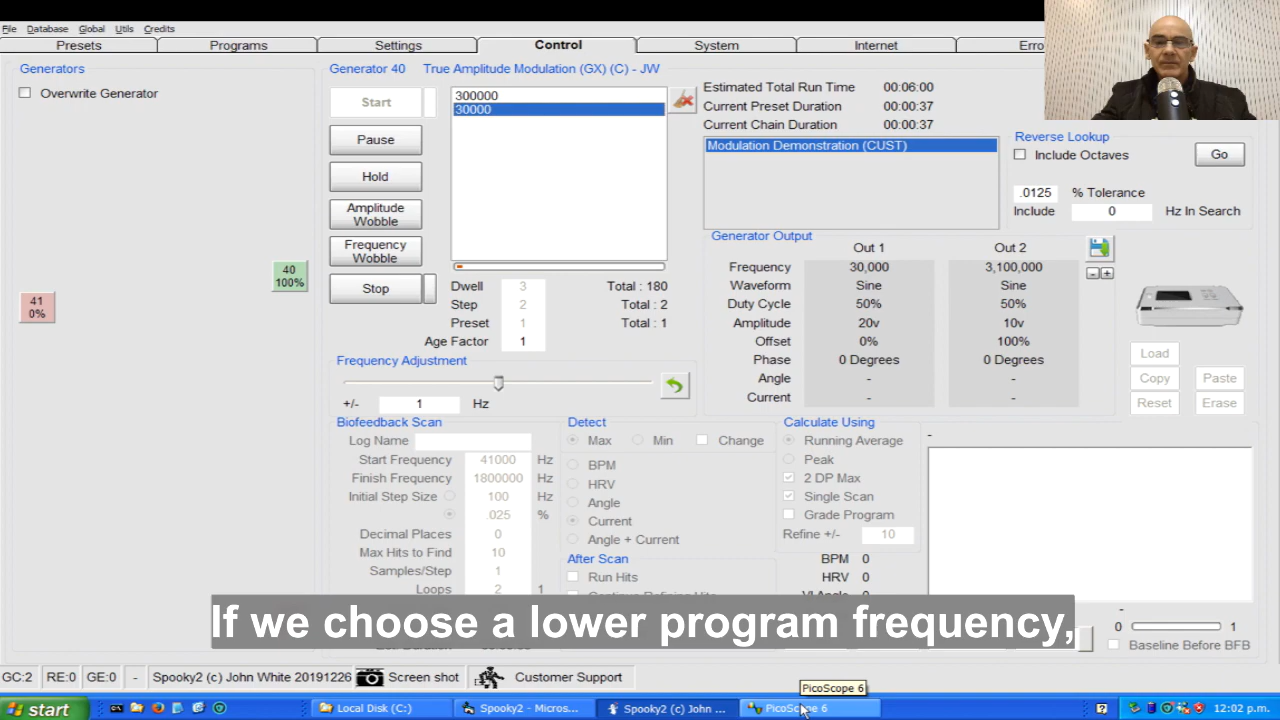 File Database Global Utils Credits
Presets Programs Settings Control System Internet Erro
Generators
Overwrite Generator
41
0%
40
100%
Generator 40 True Amplitude Modulation (GX) (C) - JW
Start
Pause
Hold
Amplitude
Wobble
Frequency
Wobble
Stop
300000
30000
Dwell 3 Total : 180
Step 2 Total : 2
Preset 1 Total : 1
Age Factor 1
Frequency Adjustment
+/- 1 Hz
Estimated Total Run Time 00:06:00
Current Preset Duration 00:00:37
Current Chain Duration 00:00:37
Modulation Demonstration (CUST)
Reverse Lookup
Include Octaves Go
.0125 % Tolerance
Include 0 Hz In Search
Generator Output
Out 1 Out 2
Frequency 30,000 3,100,000
Waveform Sine Sine
Duty Cycle 50% 50%
Amplitude 20v 10v
Offset 0% 100%
Phase 0 Degrees 0 Degrees
Angle - -
Current - -
Load
Copy Paste
Reset Erase
Biofeedback Scan
Log Name
Start Frequency 41000 Hz
Finish Frequency 1800000 Hz
Initial Step Size 100 Hz
.025 %
Decimal Places 0
Max Hits to Find 10
Samples/Step 1
Loops 2 1
Detect
Max Min Change
BPM
HRV
Angle
Current
Angle + Current
After Scan
Run Hits
Calculate Using
Running Average
Peak
2 DP Max
Single Scan
Grade Program
Refine +/- 10
BPM 0
HRV 0
-
-
0 1
Baseline Before BFB
If we choose a lower program frequency,
GC:2 RE:0 GE:0 - Spooky2 (c) John White 20191226 Screen shot Customer Support
PicoScope 6
start Local Disk (C:) Spooky2 - Micros... Spooky2 (c) John ... PicoScope 6 12:02 p.m.